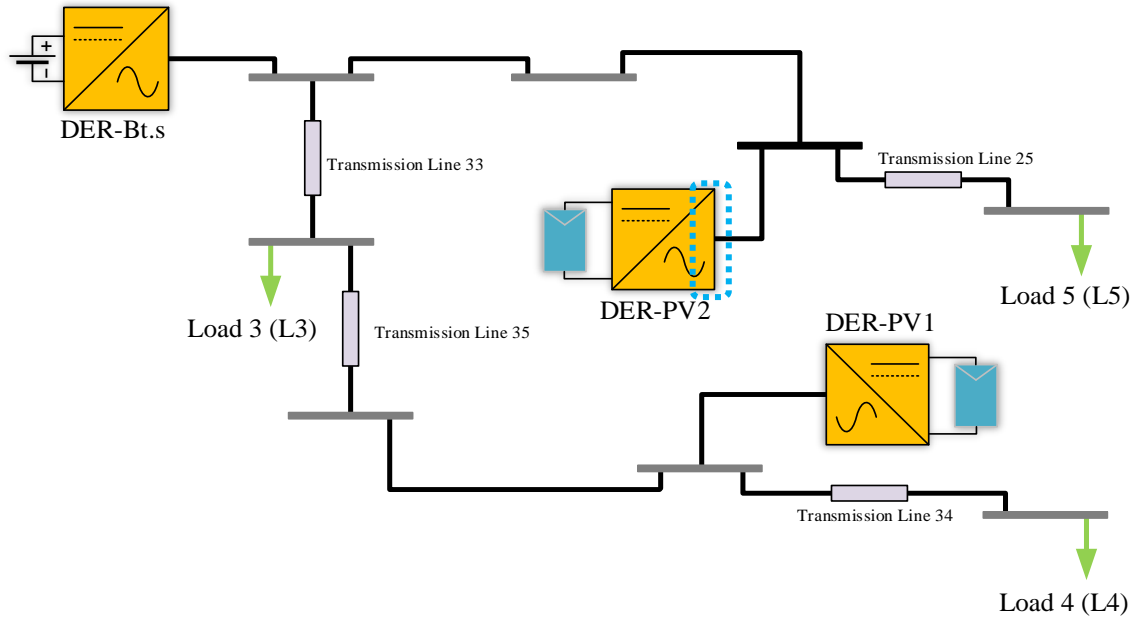 +
−
DER-Bt.s
Transmission Line 33
Transmission Line 25
DER-PV2
Load 5 (L5)
Load 3 (L3)
DER-PV1
Transmission Line 35
Transmission Line 34
Load 4 (L4)